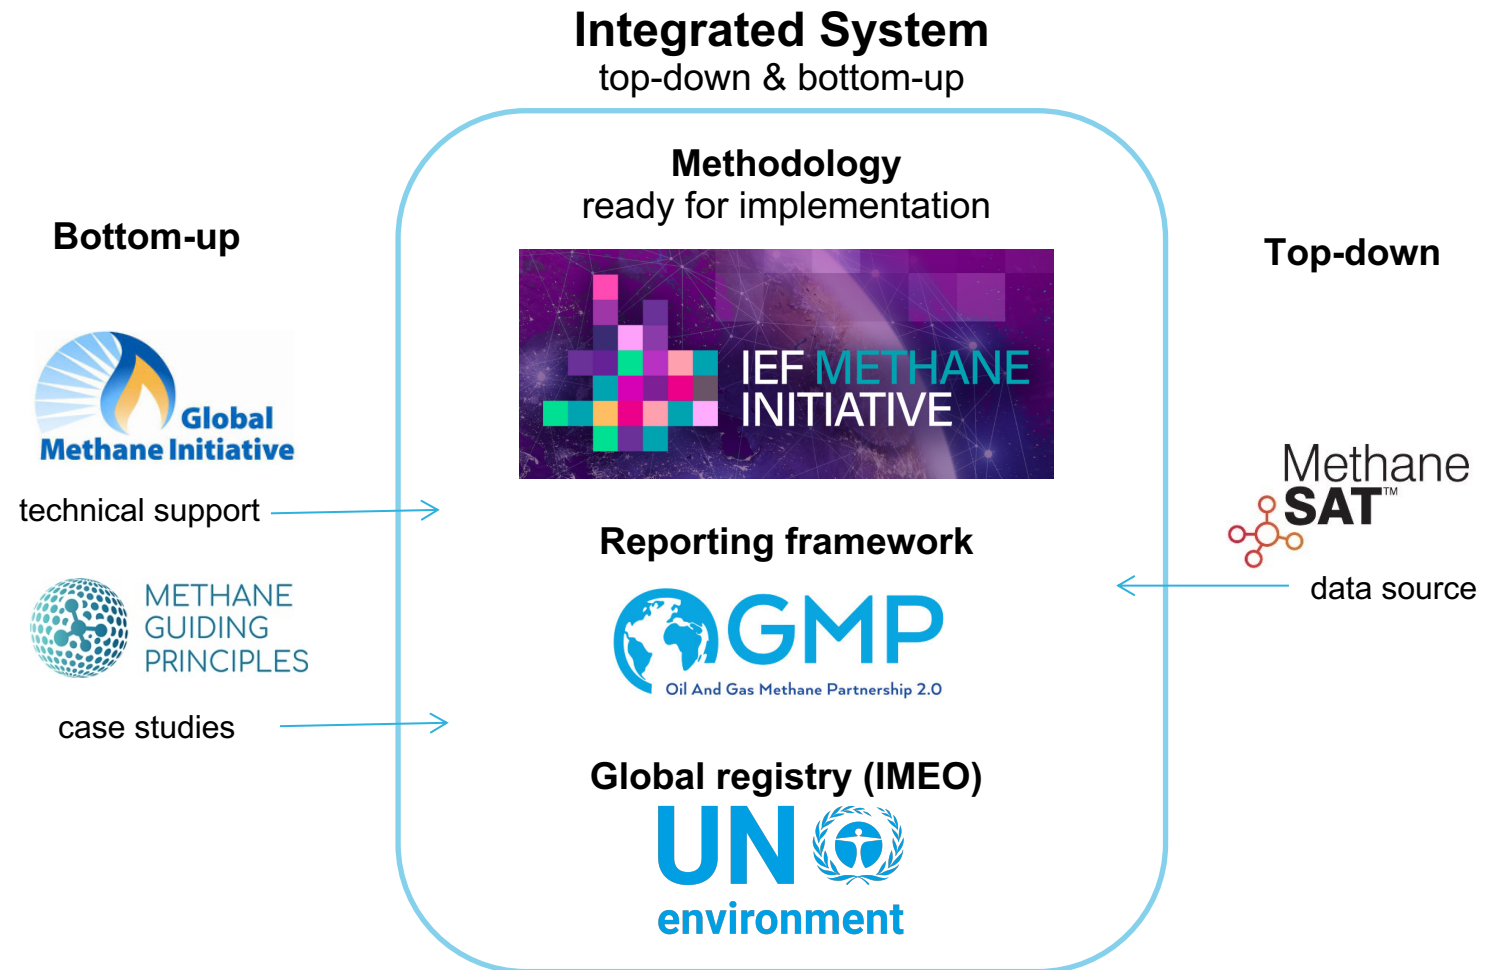 Integrated System
top-down & bottom-up
Methodology
ready for implementation
IEF METHANE
INITIATIVE
Bottom-up
Global
Methane Initiative
technical support
METHANE
GUIDING
PRINCIPLES
case studies
Reporting framework
OGMP
Oil And Gas Methane Partnership 2.0
Global registry (IMEO)
UN
environment
Top-down
Methane
SAT™
data source